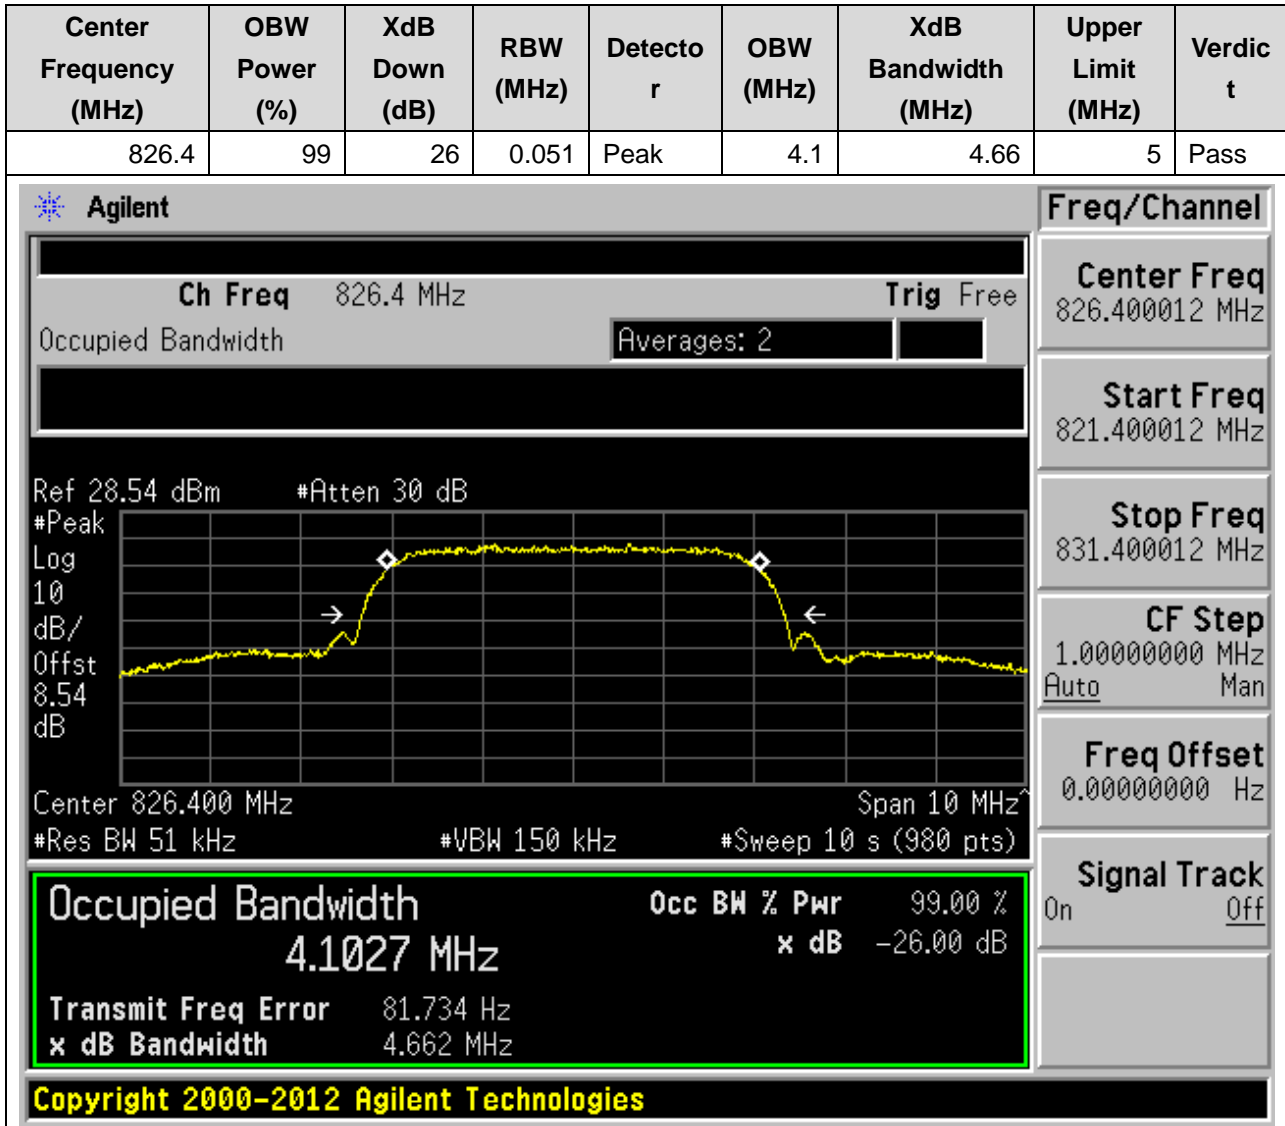 Center Frequency (MHz) OBW Power (%) XdB Down (dB) RBW (MHz) Detecto r OBW (MHz) XdB Bandwidth (MHz) Upper Limit (MHz) Verdic t
826.4 99 26 0.051 Peak 4.1 4.66 5 Pass
Agilent
Freq/Channel
Ch Freq 826.4 MHz Trig Free
Occupied Bandwidth Averages: 2
Center Freq
826.400012 MHz
Start Freq
821.400012 MHz
Stop Freq
831.400012 MHz
CF Step
1.00000000 MHz
Auto Man
Freq Offset
0.00000000 Hz
Signal Track
On Off
Ref 28.54 dBm #Atten 30 dB
#Peak
Log
10
dB/
Offst
8.54
dB
Center 826.400 MHz Span 10 MHz^
#Res BW 51 kHz #VBW 150 kHz #Sweep 10 s (980 pts)
Occupied Bandwidth Occ BW % Pwr 99.00 %
4.1027 MHz x dB -26.00 dB
Transmit Freq Error 81.734 Hz
x dB Bandwidth 4.662 MHz
Copyright 2000-2012 Agilent Technologies